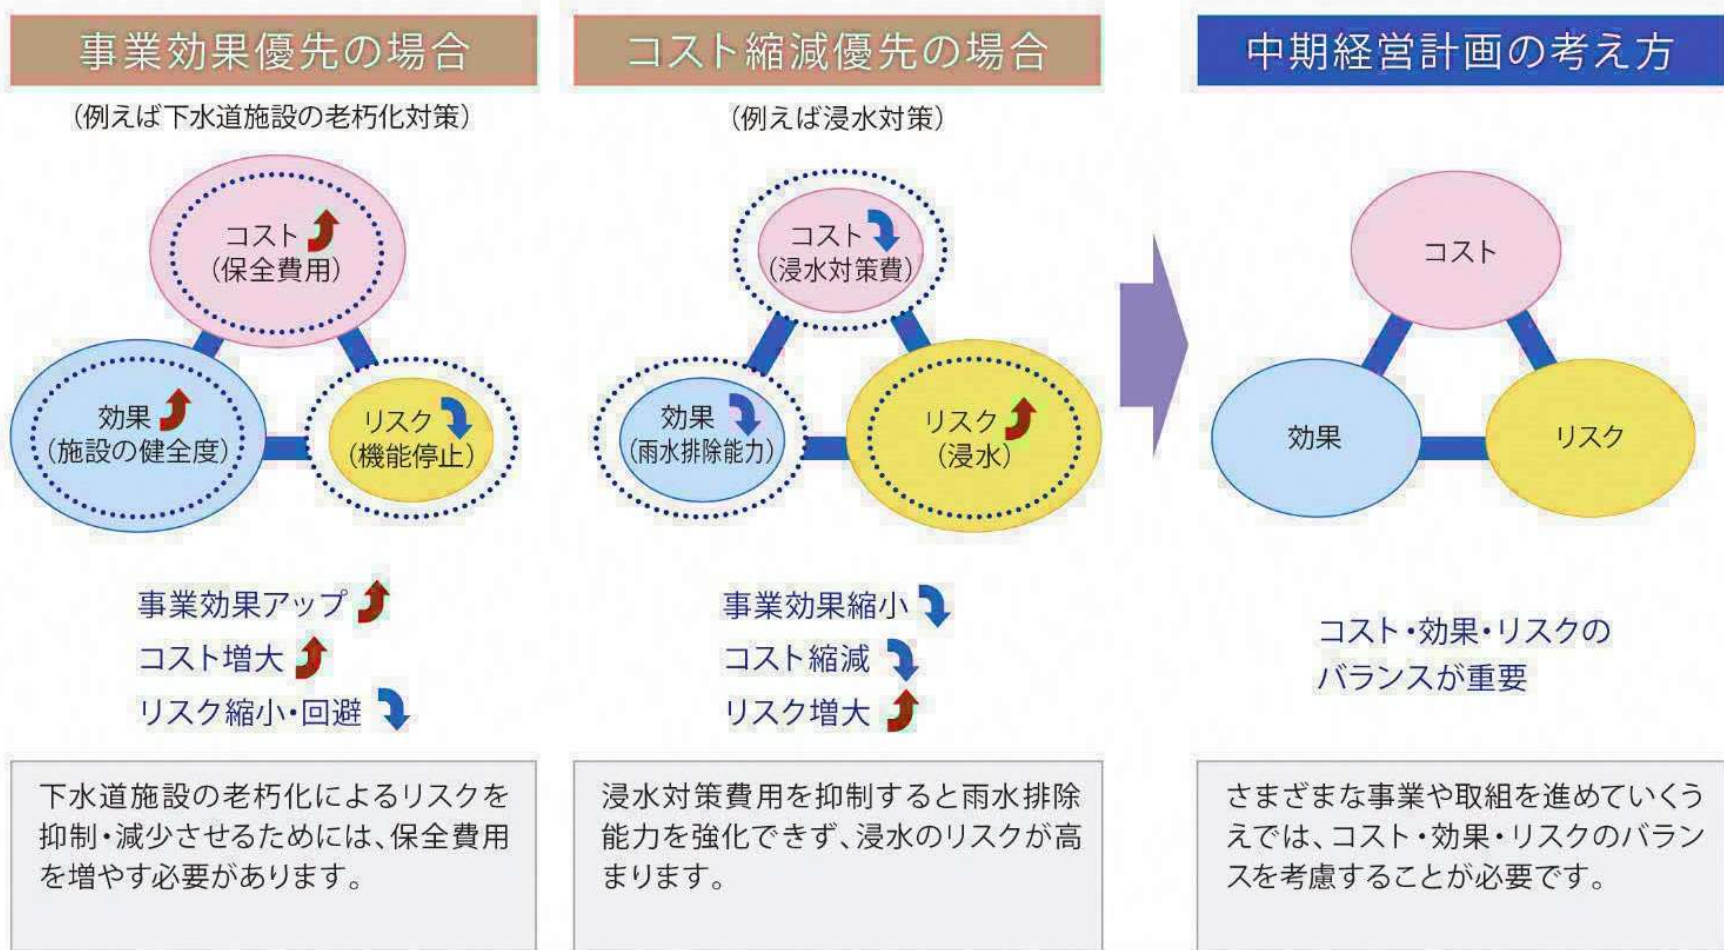 事業効果優先の場合
(例えば下水道施設の老朽化対策)
コスト
(保全費用)
効果
(施設の健全度)
リスク
(機能停止)
事業効果アップ
コスト増大
リスク縮小・回避
下水道施設の老朽化によるリスクを
抑制・減少させるためには、保全費用
を増やす必要があります。
コスト縮減優先の場合
(例えば浸水対策)
コスト
(浸水対策費)
効果
(雨水排除能力)
リスク
(浸水)
事業効果縮小
コスト縮減
リスク増大
浸水対策費用を抑制すると雨水排除
能力を強化できず、浸水のリスクが高
まります。
中期経営計画の考え方
コスト
効果
リスク
コスト・効果・リスクの
バランスが重要
さまざまな事業や取組を進めていくう
えでは、コスト・効果・リスクのバラン
スを考慮することが必要です。